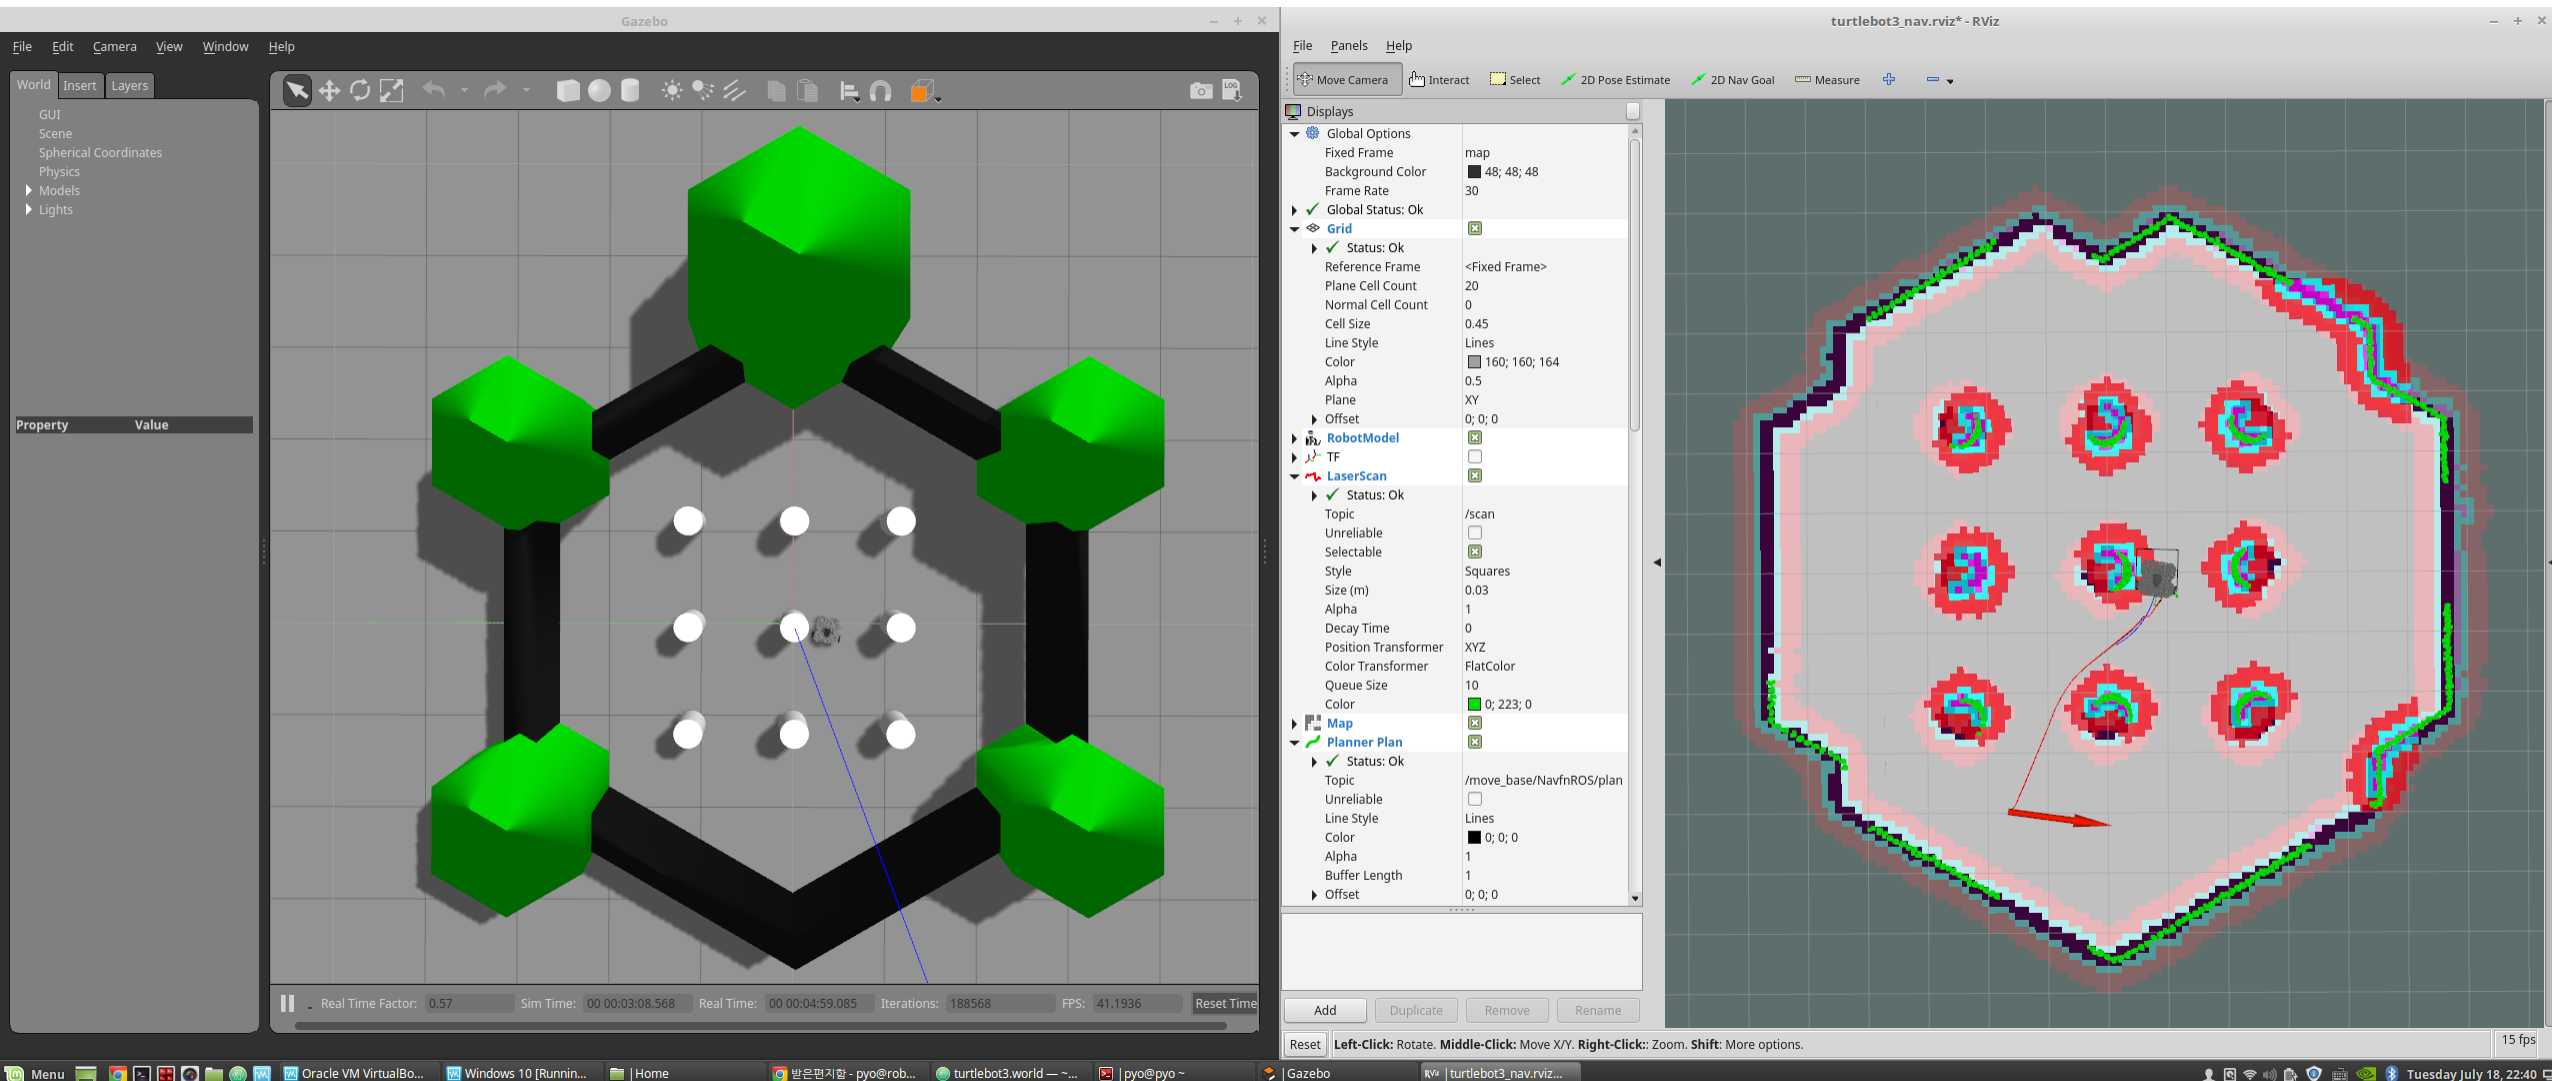 Gazebo
File Edit Camera View Window Help
World Insert Layers
GUI
Scene
Spherical Coordinates
Physics
Models
Lights
Property Value
LOG
Real Time Factor: 0.57 Sim Time: 00 00:03:08.568 Real Time: 00 00:04:59.085 Iterations: 188568 FPS: 41.1936 Reset Time
turtlebot3_nav.rviz* - RViz
File Panels Help
Move Camera Interact Select 2D Pose Estimate 2D Nav Goal Measure
Displays
Global Options
Fixed Frame map
Background Color 48; 48; 48
Frame Rate 30
Global Status: Ok
Grid
Status: Ok
Reference Frame <Fixed Frame>
Plane Cell Count 20
Normal Cell Count 0
Cell Size 0.45
Line Style Lines
Color 160; 160; 164
Alpha 0.5
Plane XY
Offset 0; 0; 0
RobotModel
TF
LaserScan
Status: Ok
Topic /scan
Unreliable
Selectable
Style Squares
Size (m) 0.03
Alpha 1
Decay Time 0
Position Transformer XYZ
Color Transformer FlatColor
Queue Size 10
Color 0; 223; 0
Map
Planner Plan
Status: Ok
Topic /move_base/NavfnROS/plan
Unreliable
Line Style Lines
Color 0; 0; 0
Alpha 1
Buffer Length 1
Offset 0; 0; 0
Add Duplicate Remove Rename
Reset Left-Click: Rotate. Middle-Click: Move X/Y. Right-Click:: Zoom. Shift: More options. 15 fps
Menu Oracle VM VirtualBo... Windows 10 [Runnin... | Home 받은편지함 - pyo@rob... turtlebot3.world — ~... | pyo@pyo ~ | Gazebo RViz | turtlebot3_nav.rviz... Tuesday July 18, 22:40